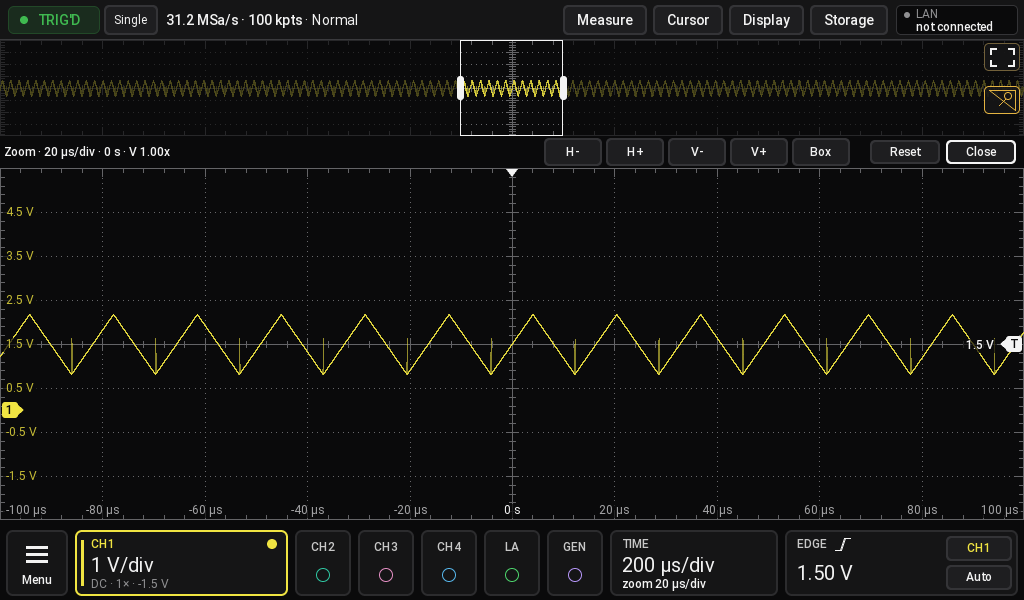 TRIG'D
Single
31.2 MSa/s · 100 kpts · Normal
Measure
Cursor
Display
Storage
LAN
not connected
Zoom · 20 µs/div · 0 s · V 1.00x
H-
H+
V-
V+
Box
Reset
Close
4.5 V
3.5 V
2.5 V
1.5 V
0.5 V
-0.5 V
-1.5 V
1
1.5 V
T
-100 µs
-80 µs
-60 µs
-40 µs
-20 µs
0 s
20 µs
40 µs
60 µs
80 µs
100 µs
Menu
CH1
1 V/div
DC · 1× · -1.5 V
CH2
CH3
CH4
LA
GEN
TIME
200 µs/div
zoom 20 µs/div
EDGE
1.50 V
CH1
Auto